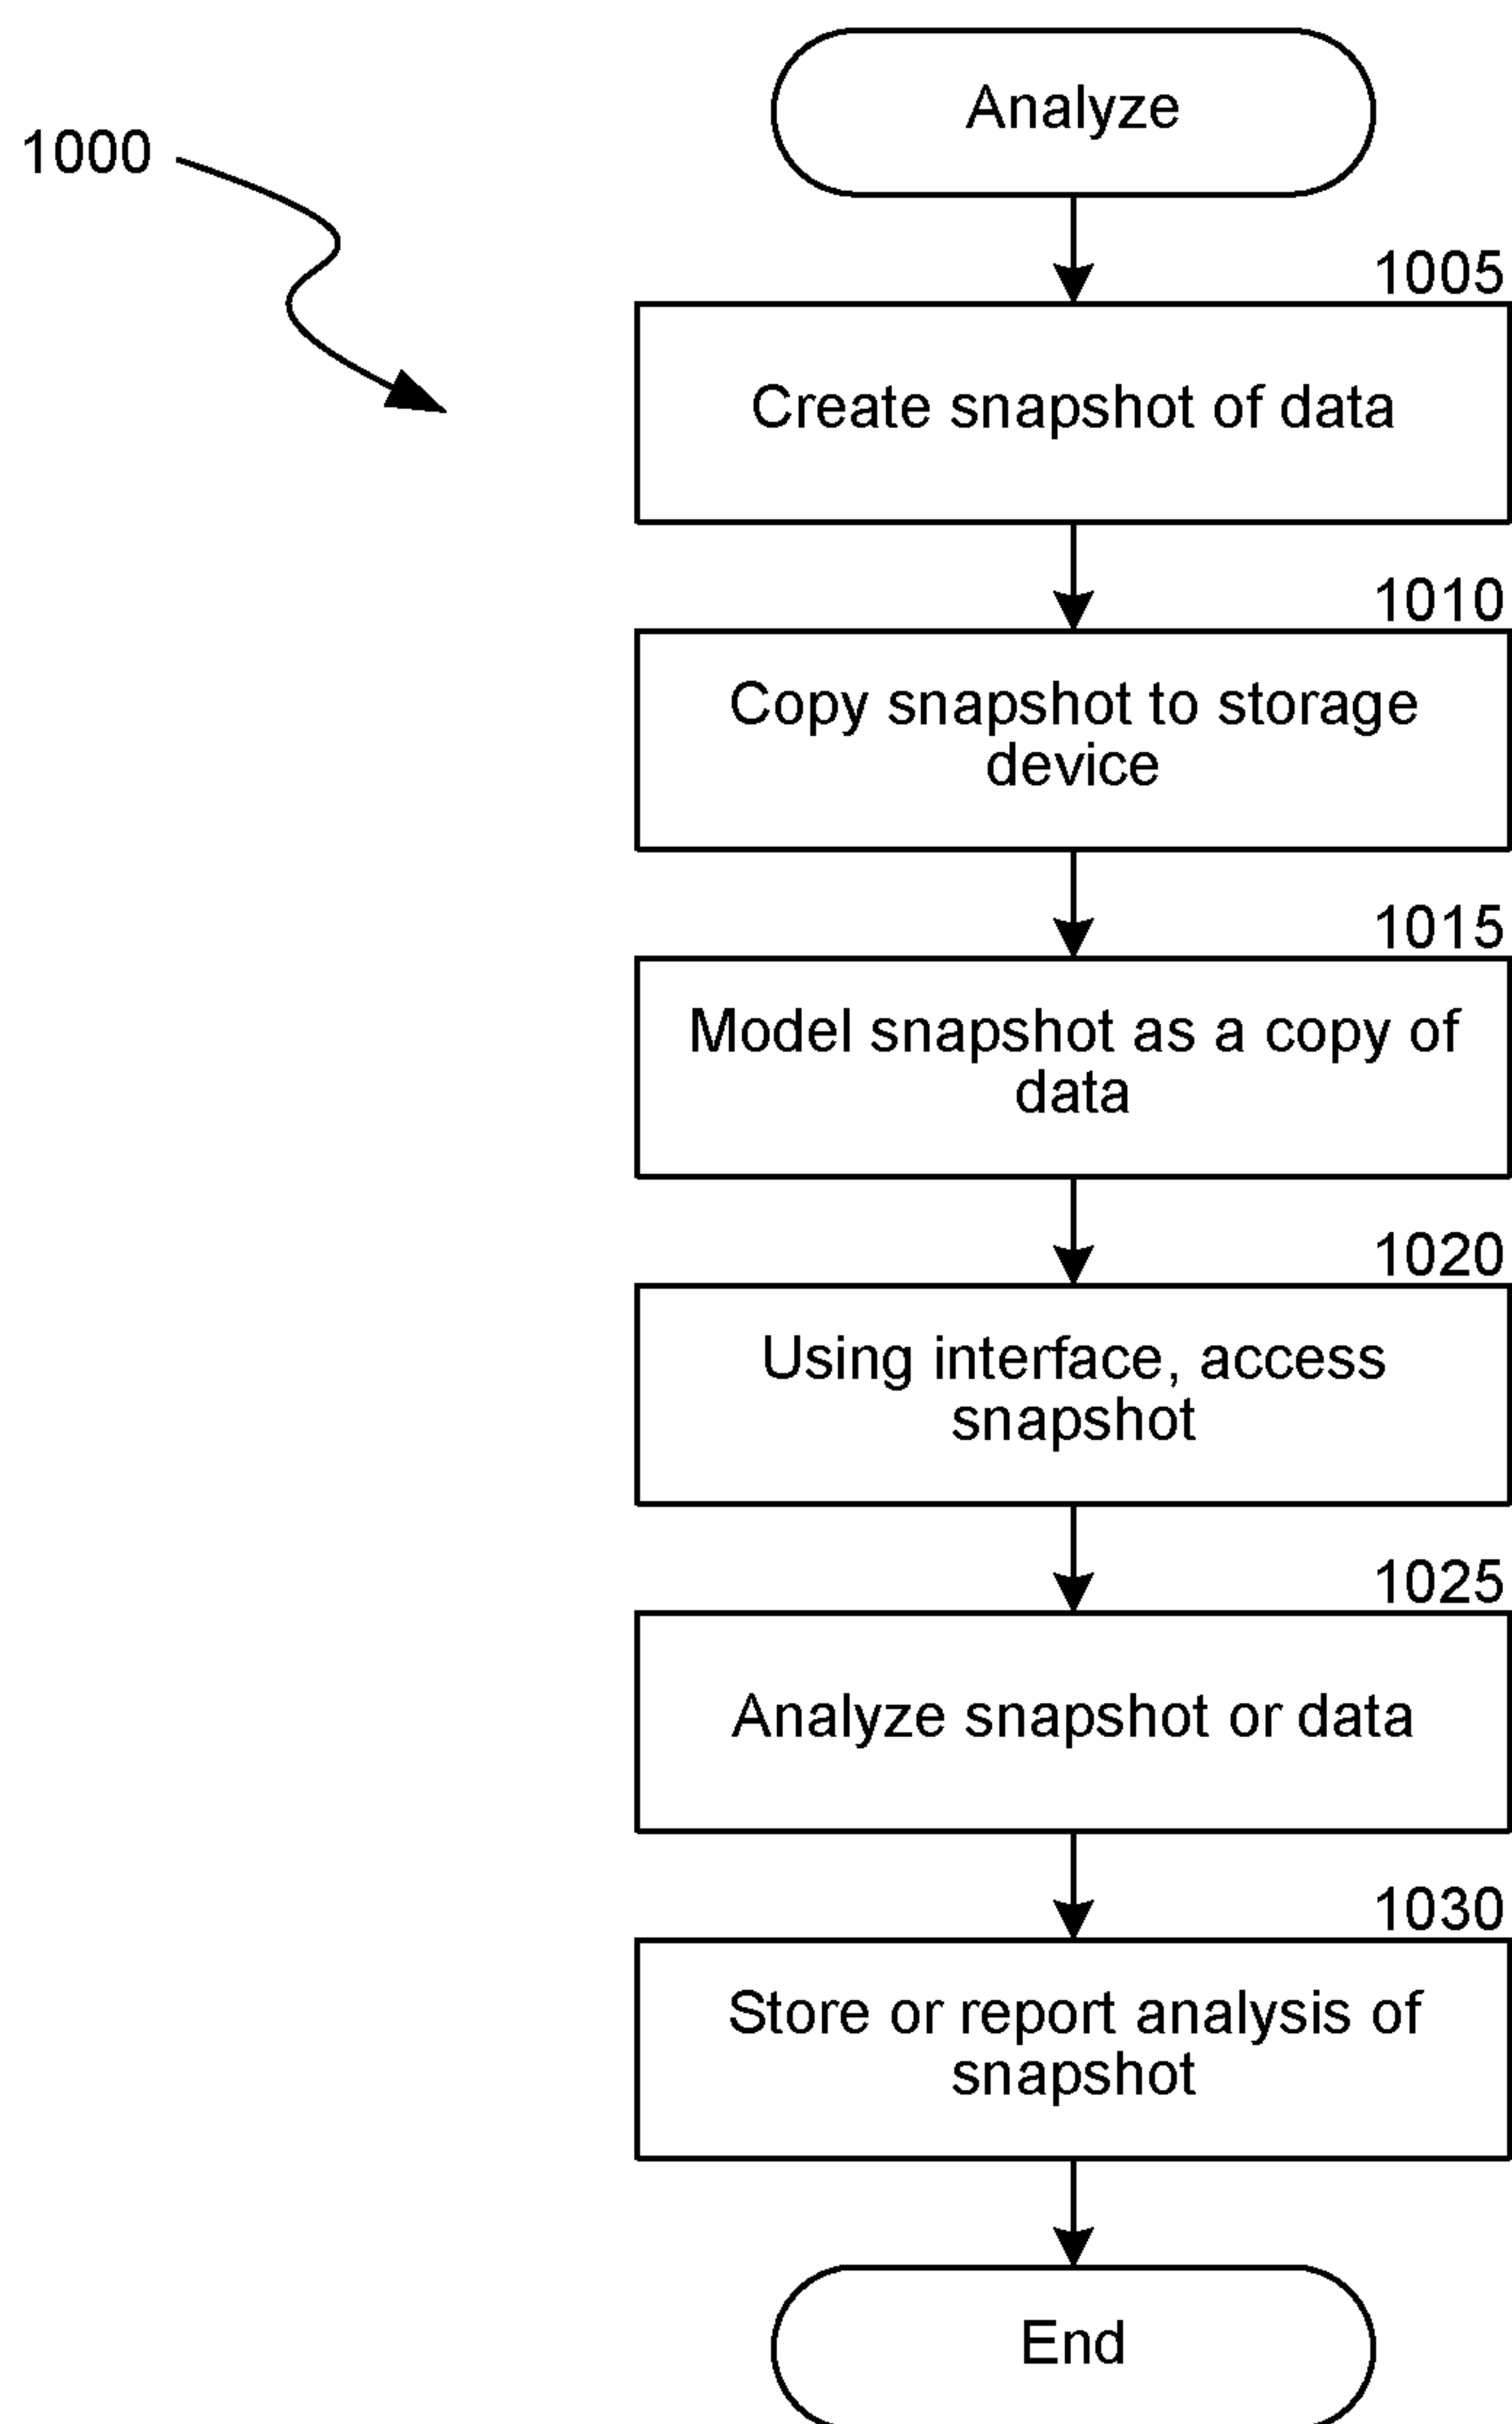 Analyze
1000
1005
Create snapshot of data
1010
Copy snapshot to storage
device
1015
Model snapshot as a copy of
data
1020
Using interface, access
snapshot
1025
Analyze snapshot or data
1030
Store or report analysis of
snapshot
End